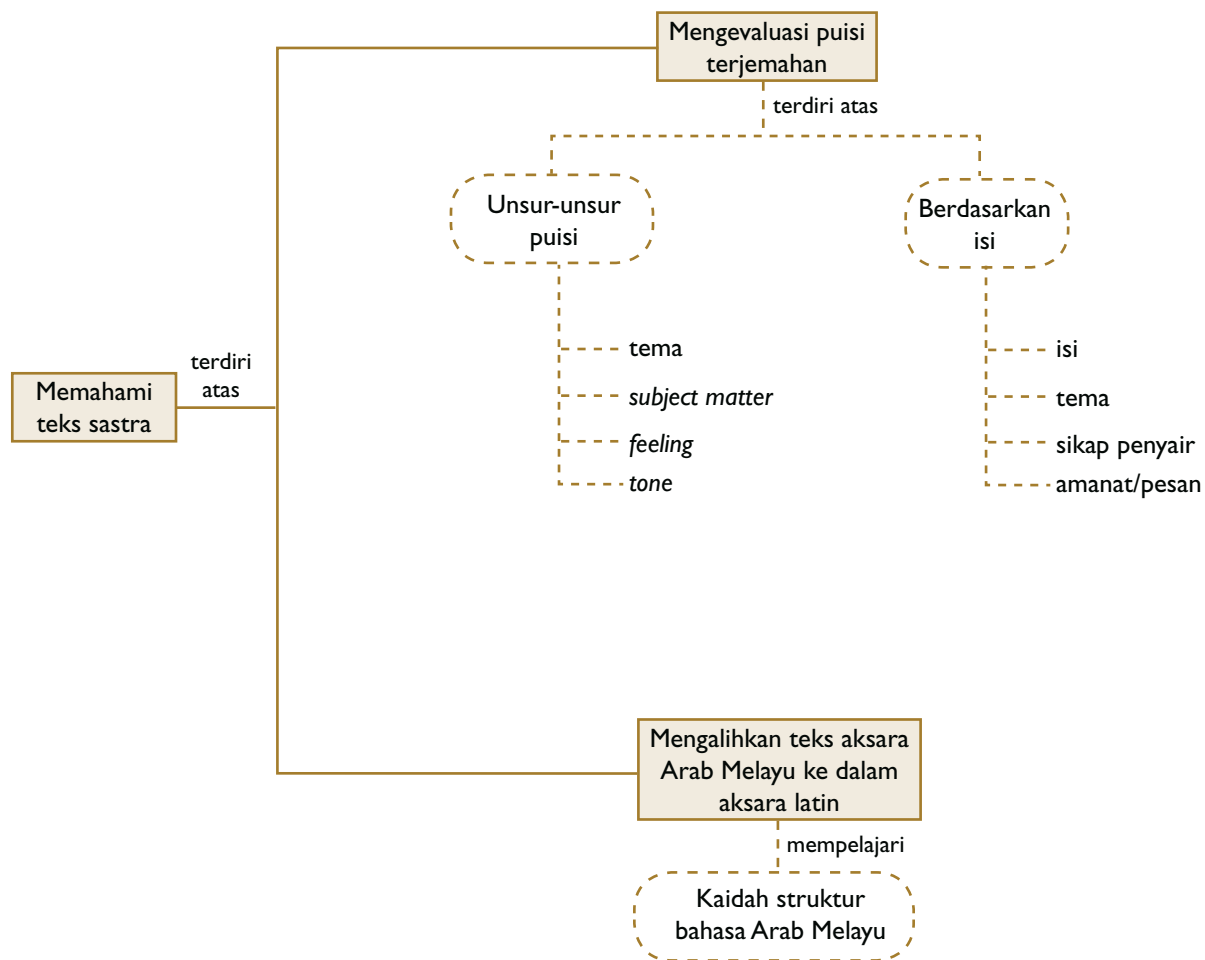 Mengevaluasi puisi
terjemahan
terdiri atas
Unsur-unsur
puisi
Berdasarkan
isi
tema
subject matter
feeling
tone
isi
tema
sikap penyair
amanat/pesan
terdiri
atas
Memahami
teks sastra
Mengalihkan teks aksara
Arab Melayu ke dalam
aksara latin
mempelajari
Kaidah struktur
bahasa Arab Melayu